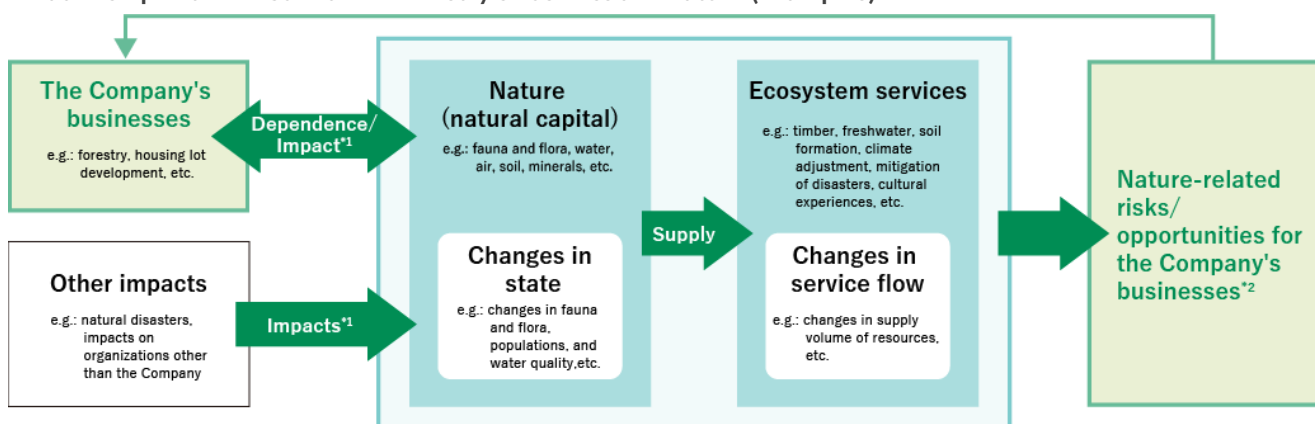 The Company's
businesses
e.g.: forestry, housing lot
development, etc.
Dependence/
Impact*1
Nature
(natural capital)
e.g.: fauna and flora, water,
air, soil, minerals, etc.
Ecosystem services
e.g.: timber, freshwater, soil
formation, climate
adjustment, mitigation
of disasters, cultural
experiences, etc.
Supply
Nature-related
risks/
opportunities for
the Company's
businesses*2
Other impacts
e.g.: natural disasters,
impacts on
organizations other
than the Company
Impacts*1
Changes in
state
e.g.: changes in fauna
and flora,
populations, and
water quality,etc.
Changes in
service flow
e.g.: changes in supply
volume of resources,
etc.